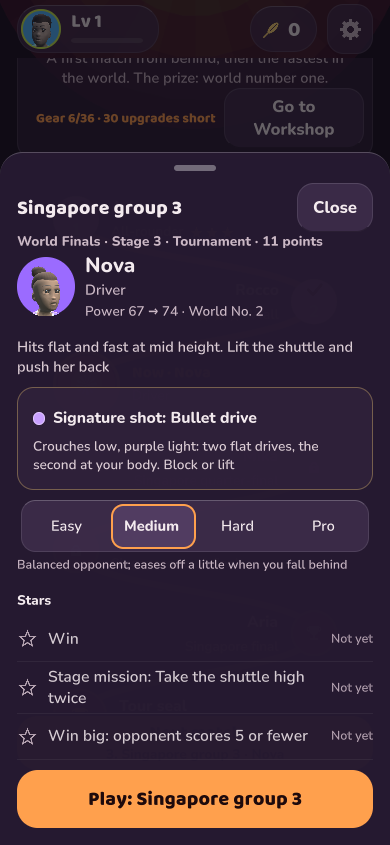 Lv 1
0
A first match from behind, then the fastest in
the world. The prize: world number one.
Gear 6/36 · 30 upgrades short
Go to
Workshop
Singapore group 3
Close
World Finals · Stage 3 · Tournament · 11 points
Nova
Driver
Power 67 → 74 · World No. 2
Hits flat and fast at mid height. Lift the shuttle and
push her back
Signature shot: Bullet drive
Crouches low, purple light: two flat drives, the
second at your body. Block or lift
Easy
Medium
Hard
Pro
Balanced opponent; eases off a little when you fall behind
Stars
Win
Not yet
Stage mission: Take the shuttle high
twice
Not yet
Win big: opponent scores 5 or fewer
Not yet
Play: Singapore group 3